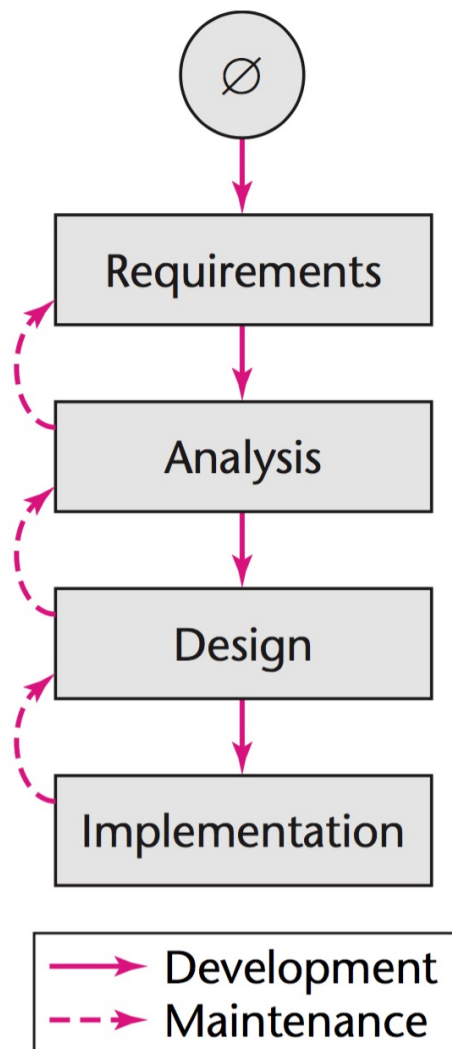 ∅
Requirements
Analysis
Design
Implementation
Development
Maintenance